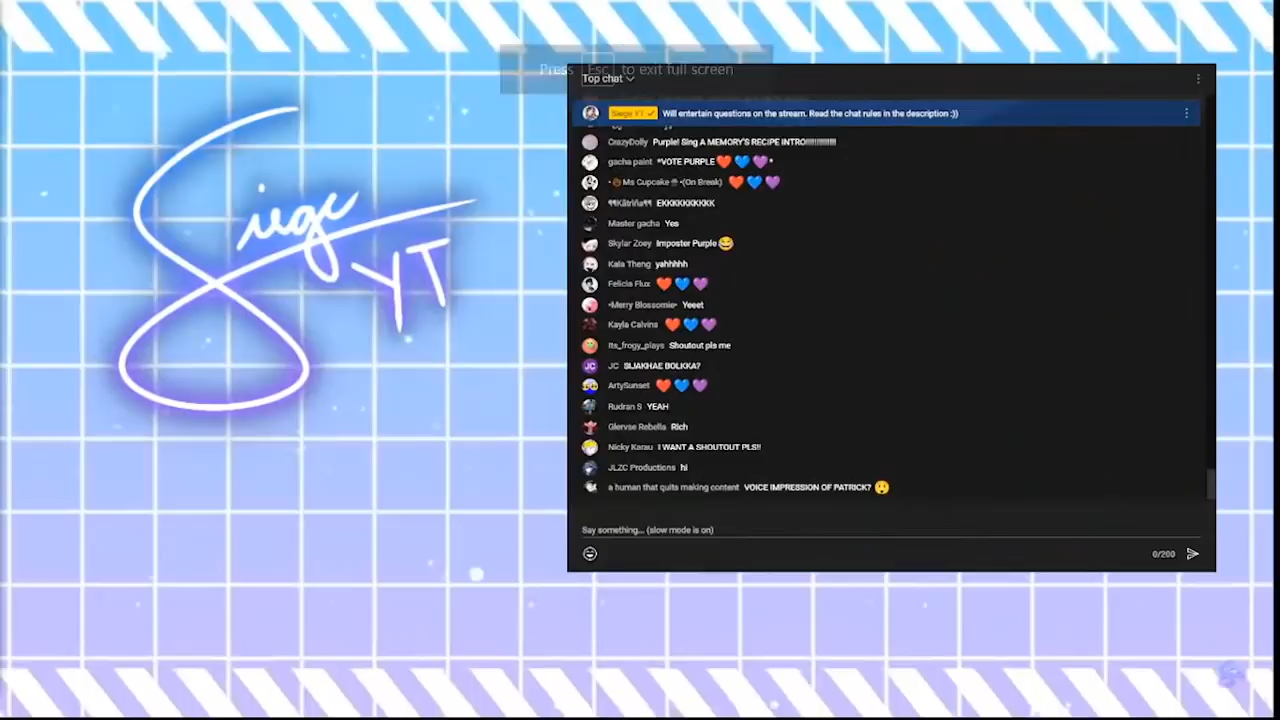 Press Esc to exit full screen
Top chat
Siege YT Will entertain questions on the stream. Read the chat rules in the description :))
CrazyDolly Purple! Sing A MEMORY'S RECIPE INTRO!!!!!!!!!!!!!
gacha paint *VOTE PURPLE❤️💙💜*
•🍪Ms Cupcake🧁•(On Break) ❤️💙💜
¶¶Kâtriña¶¶ EKKKKKKKKKK
Master gacha Yes
Skylar Zoey Imposter Purple😂
Kala Theng yahhhhh
Felicia Flux ❤️💙💜
•Merry Blossomie• Yeeet
Kayla Calvins ❤️💙💜
Its_frogy_plays Shoutout pls me
JC JC SIJAKHAE BOLKKA?
ArtySunset ❤️💙💜
Rudran S YEAH
Glervse Rebella Rich
Nicky Karau I WANT A SHOUTOUT PLS!!
JLZC Productions hi
a human that quits making content VOICE IMPRESSION OF PATRICK? 😲
Say something... (slow mode is on)
0/200
Siege
YT